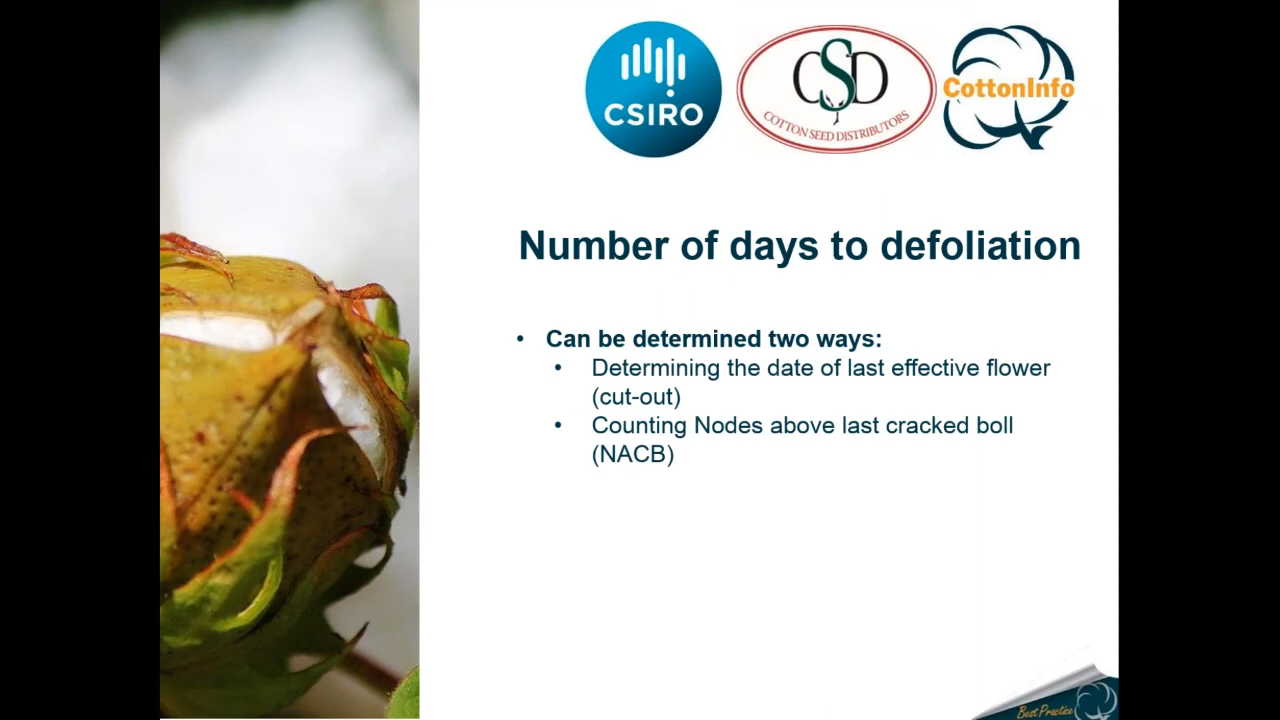 CSIRO
CSD
COTTON SEED DISTRIBUTORS
CottonInfo
Number of days to defoliation
• Can be determined two ways:
• Determining the date of last effective flower
(cut-out)
• Counting Nodes above last cracked boll
(NACB)
Best Practice